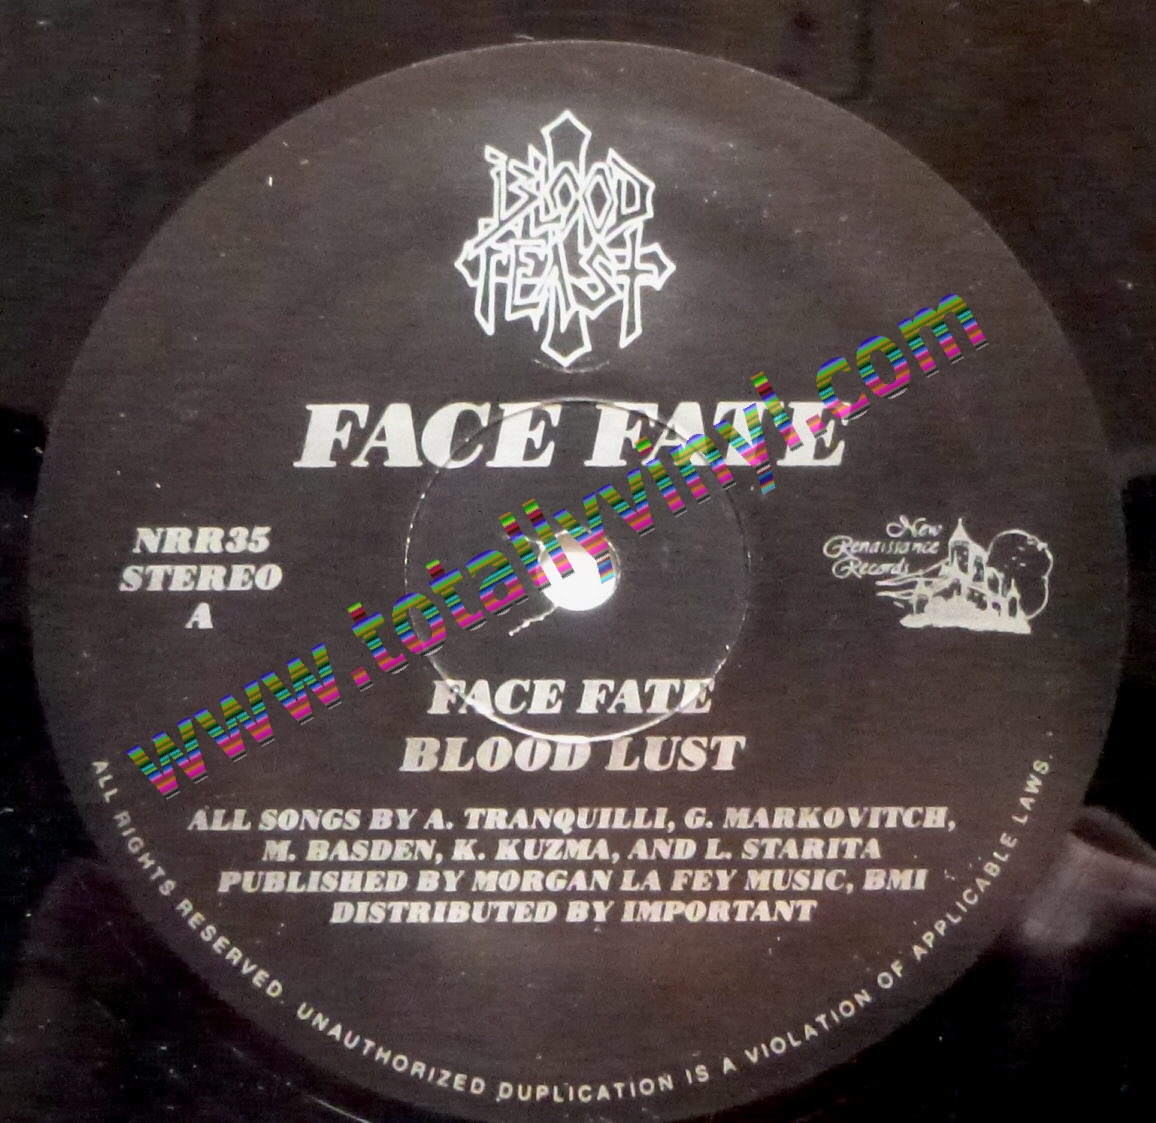 BLOOD
FEAST
FACE FATE
www.totallyvinyl.com
NRR35
STEREO
A
New
Renaissance
Records
FACE FATE
BLOOD LUST
ALL SONGS BY A. TRANQUILLI, G. MARKOVITCH,
M. BASDEN, K. KUZMA, AND L. STARITA
PUBLISHED BY MORGAN LA FEY MUSIC, BMI
DISTRIBUTED BY IMPORTANT
ALL RIGHTS RESERVED. UNAUTHORIZED DUPLICATION IS A VIOLATION OF APPLICABLE LAWS.